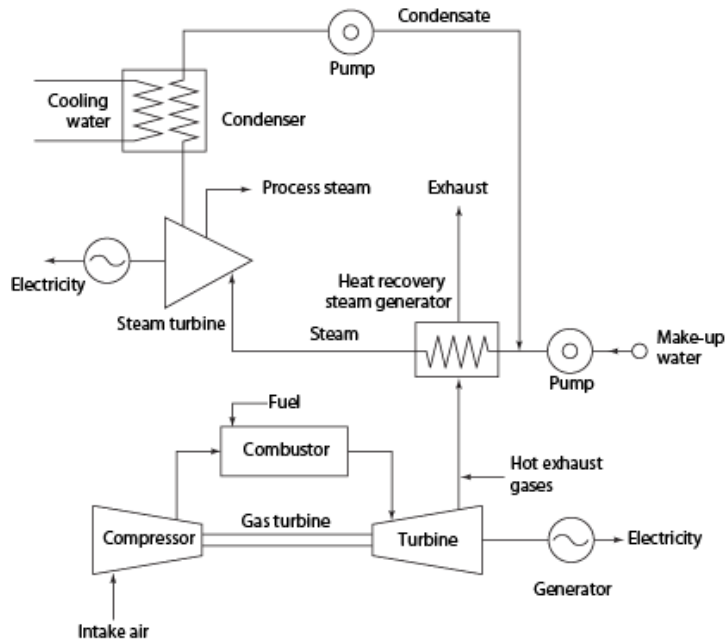 Condensate
Pump
Cooling
water
Condenser
Process steam
Exhaust
Electricity
Heat recovery
steam generator
Steam turbine
Steam
Make-up
water
Pump
Fuel
Combustor
Hot exhaust
gases
Gas turbine
Compressor
Turbine
Electricity
Generator
Intake air